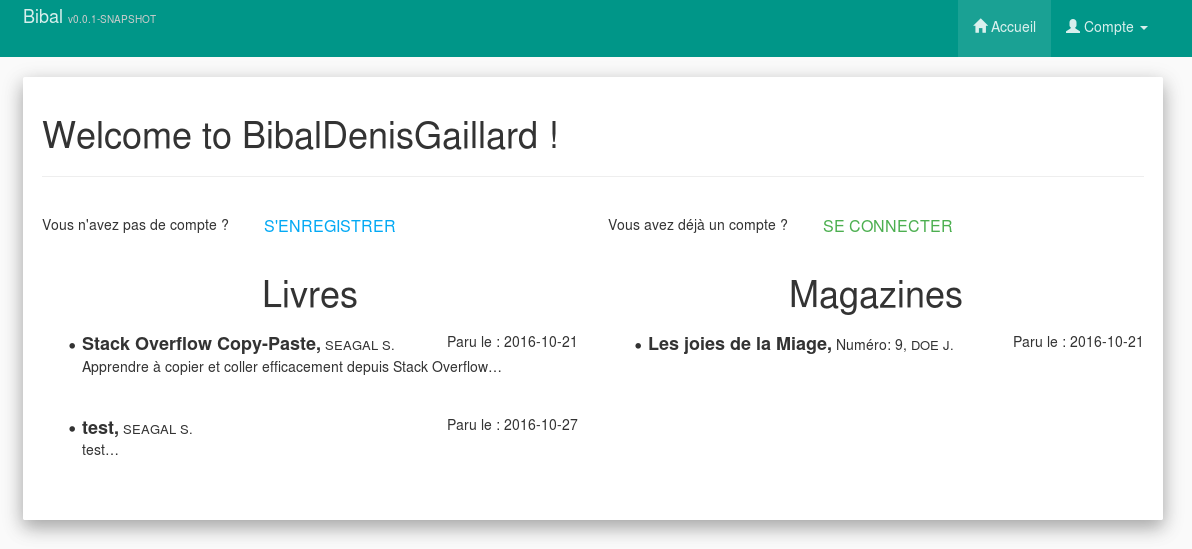 Bibal v0.0.1-SNAPSHOT
Accueil
Compte
Welcome to BibalDenisGaillard !
Vous n'avez pas de compte ? S'ENREGISTRER
Vous avez déjà un compte ? SE CONNECTER
Livres
Stack Overflow Copy-Paste, SEAGAL S. Paru le : 2016-10-21
Apprendre à copier et coller efficacement depuis Stack Overflow...
test, SEAGAL S. Paru le : 2016-10-27
test...
Magazines
Les joies de la Miage, Numéro: 9, DOE J. Paru le : 2016-10-21